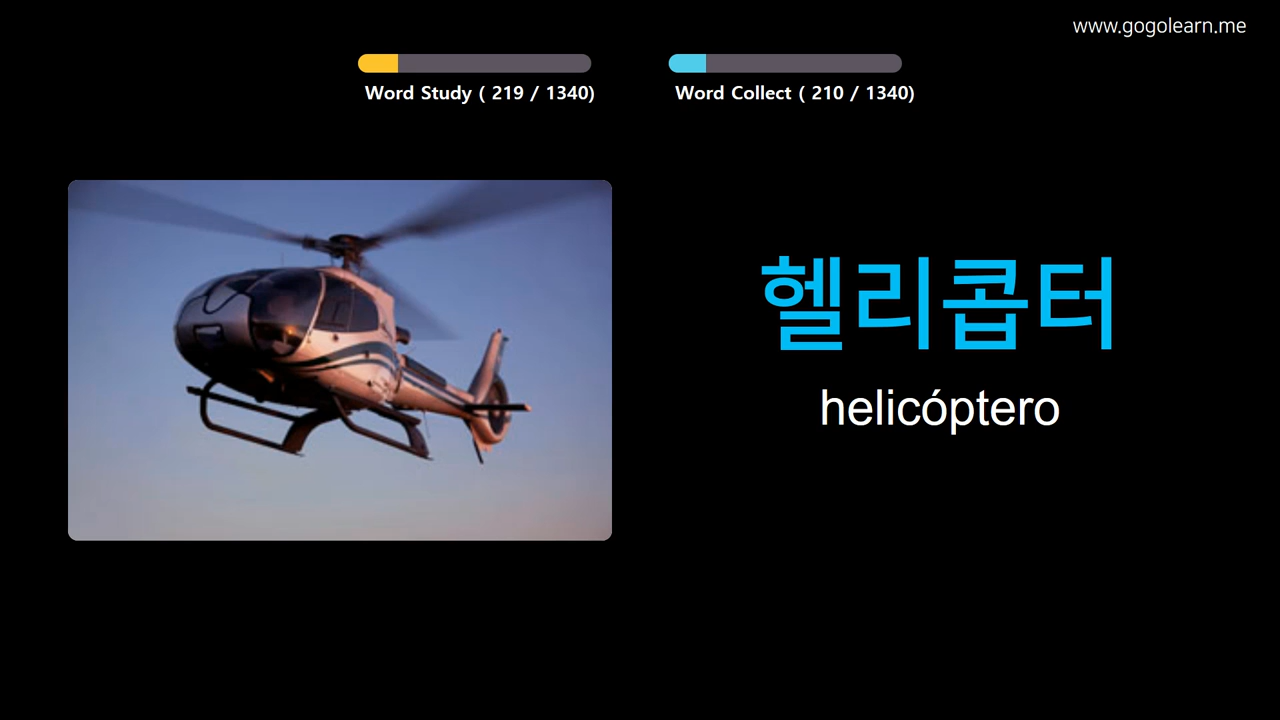 www.gogolearn.me
Word Study ( 219 / 1340)
Word Collect ( 210 / 1340)
헬리콥터
helicóptero